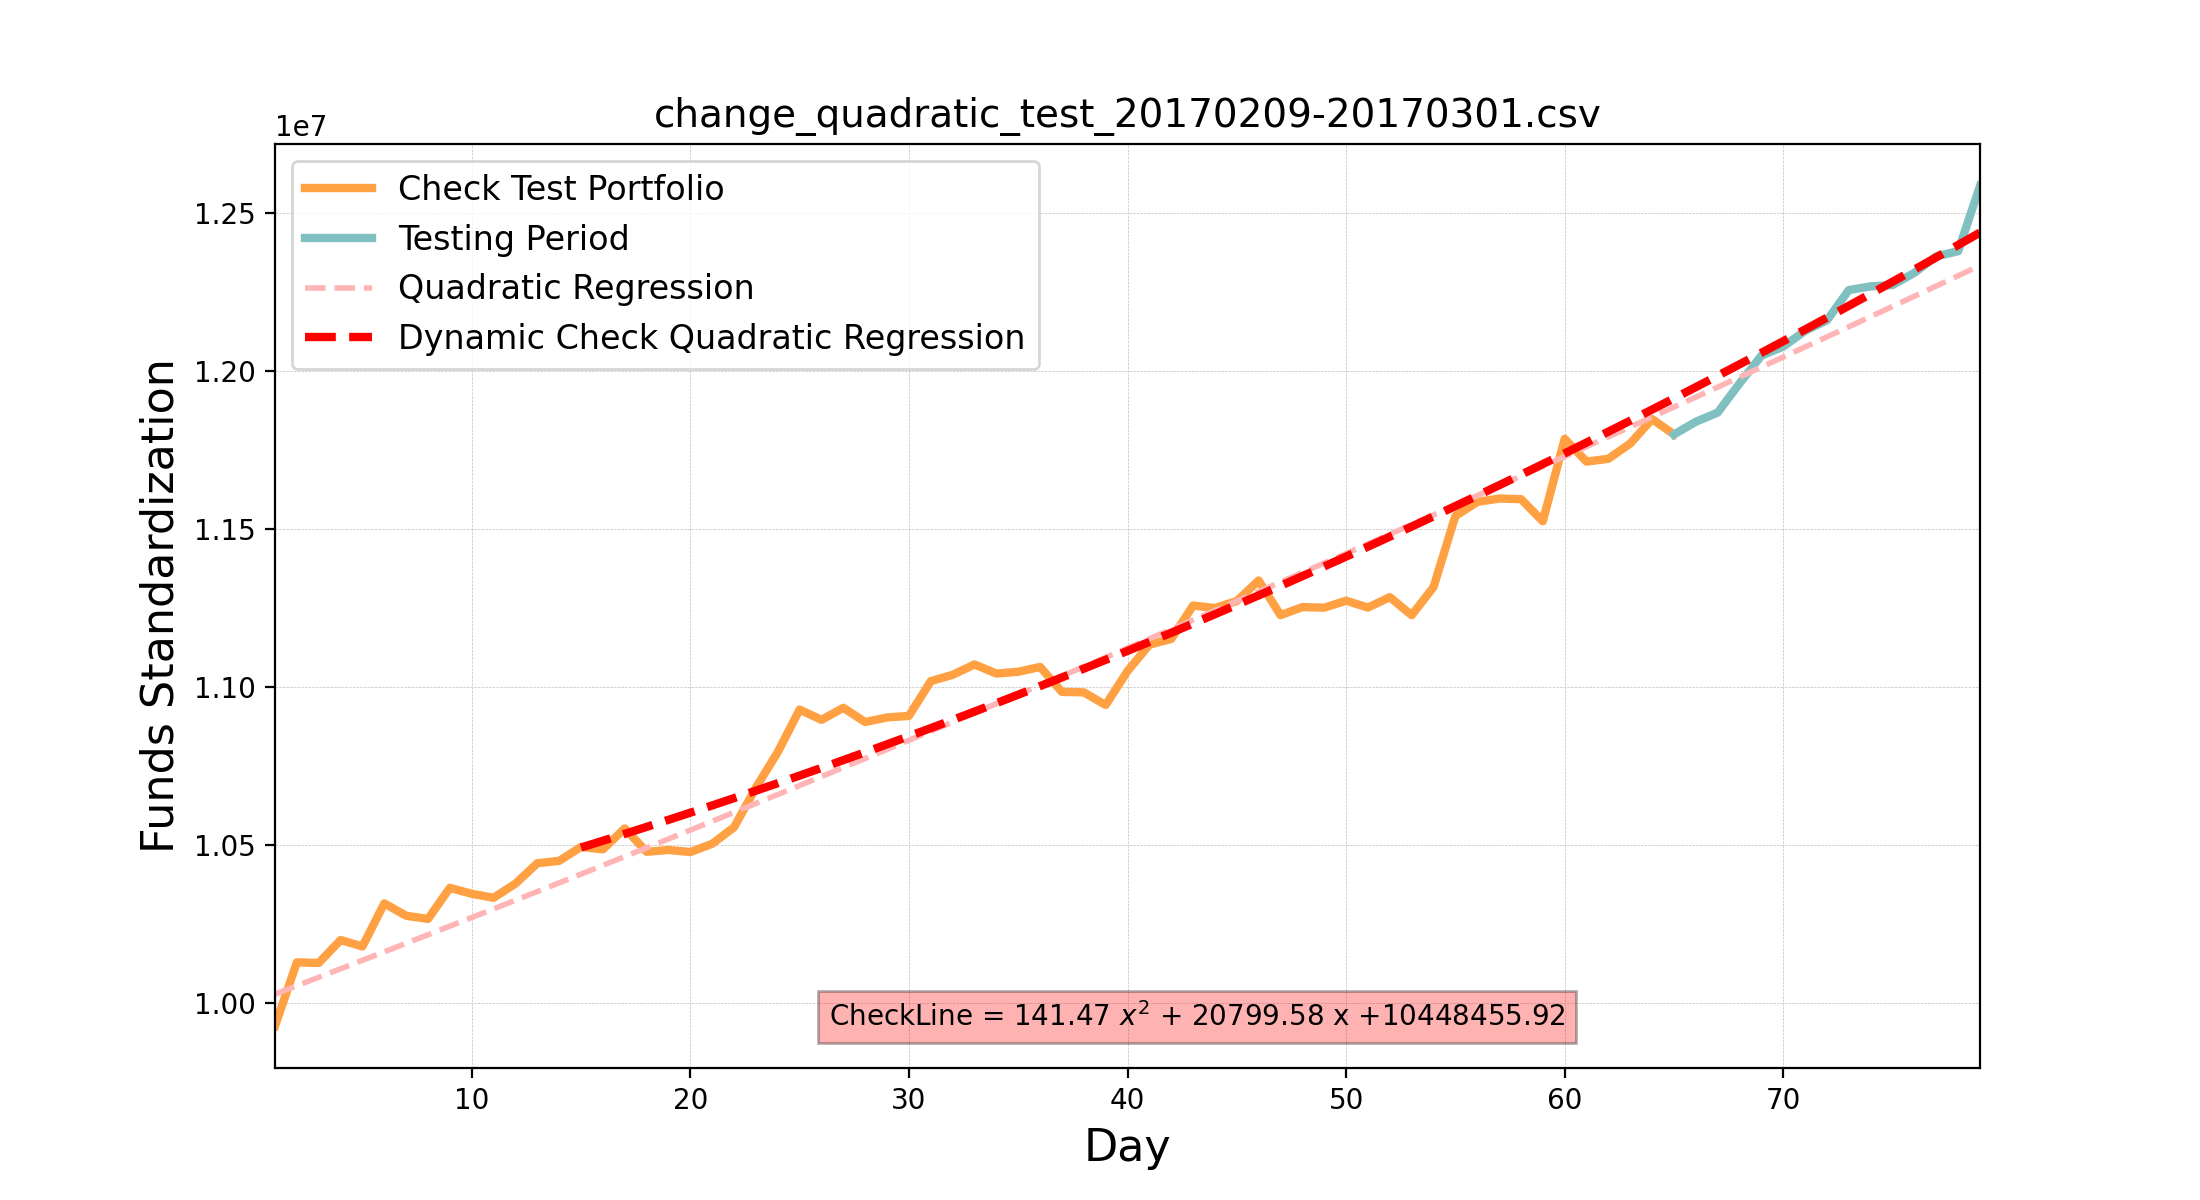 change_quadratic_test_20170209-20170301.csv
1e7
Check Test Portfolio
Testing Period
Quadratic Regression
Dynamic Check Quadratic Regression
Funds Standardization
1.25
1.20
1.15
1.10
1.05
1.00
CheckLine = 141.47 x² + 20799.58 x +10448455.92
10 20 30 40 50 60 70
Day